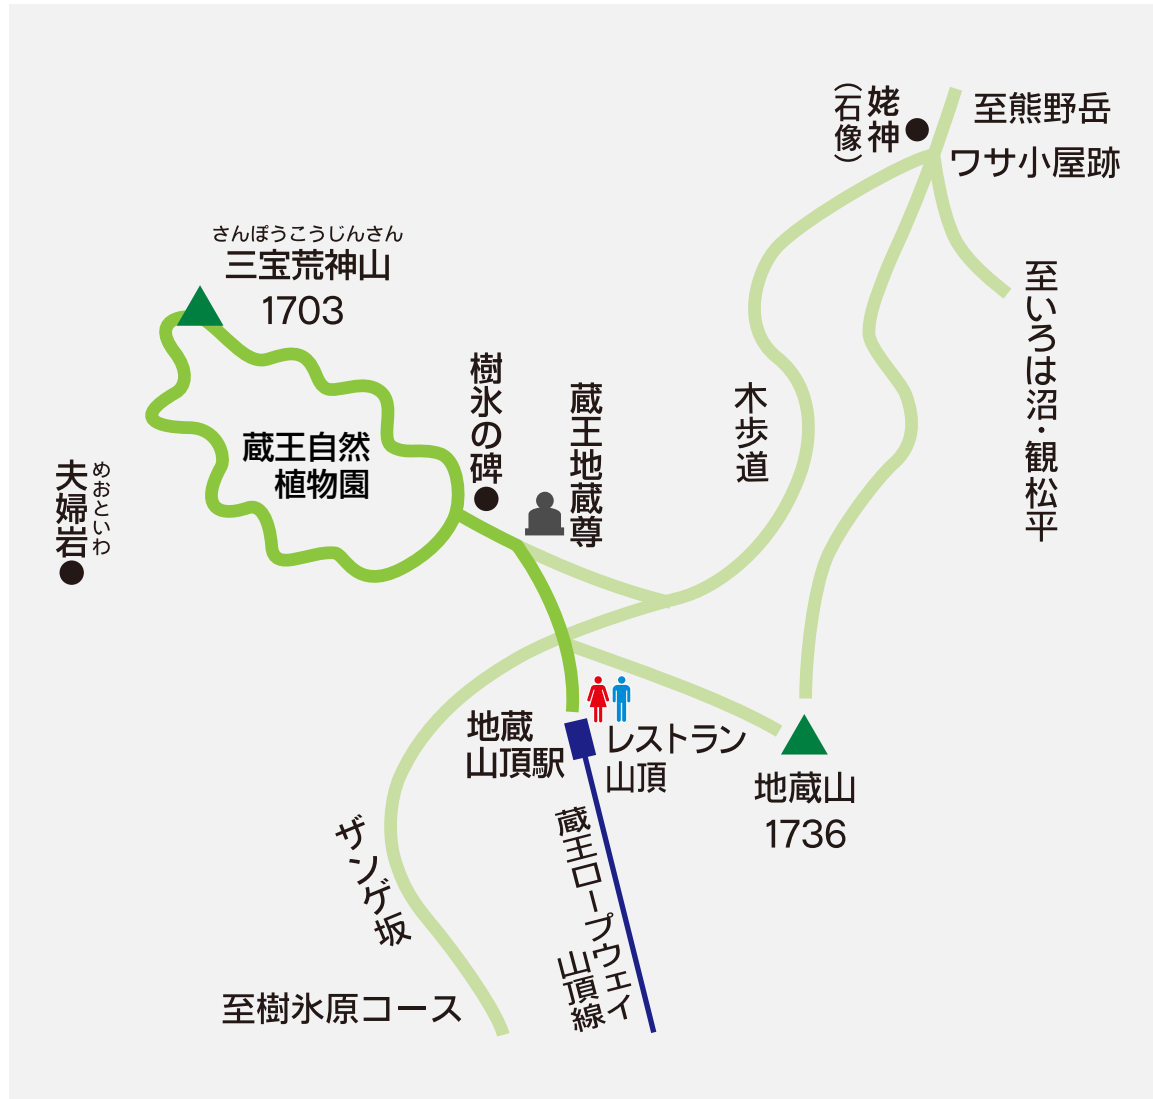 姥神
（石像）
至熊野岳
ワサ小屋跡
さんぽうこうじんさん
三宝荒神山
1703
至いろは沼・観松平
樹氷の碑
蔵王地蔵尊
木歩道
蔵王自然
植物園
めおといわ
夫婦岩
地蔵
山頂駅
レストラン
山頂
地蔵山
1736
ザンゲ坂
蔵王ロープウェイ
山頂線
至樹氷原コース